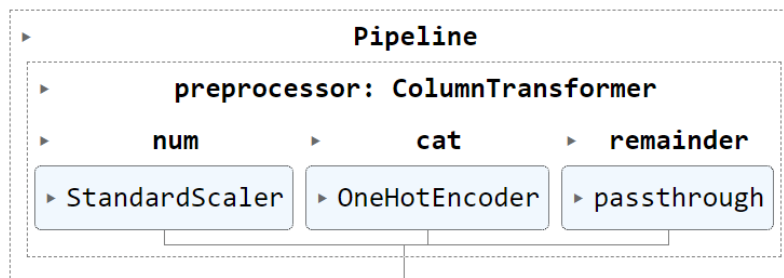 Pipeline
preprocessor: ColumnTransformer
num cat remainder
StandardScaler OneHotEncoder passthrough